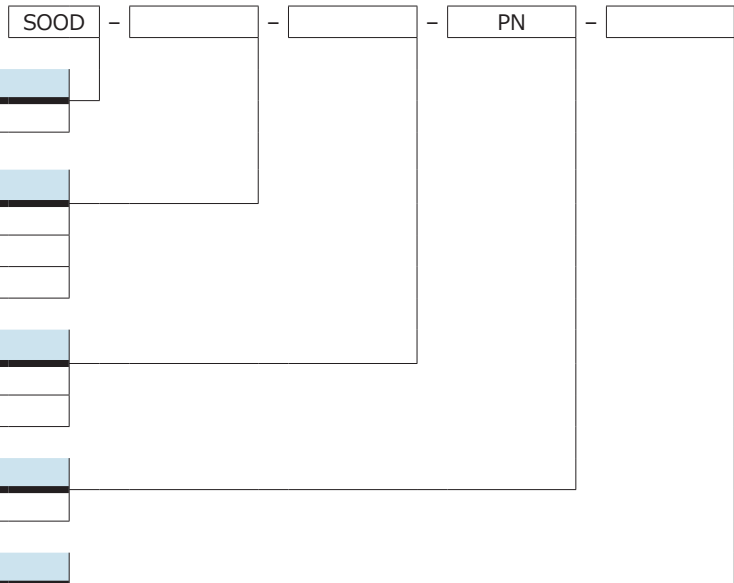 SOOD – – – PN –